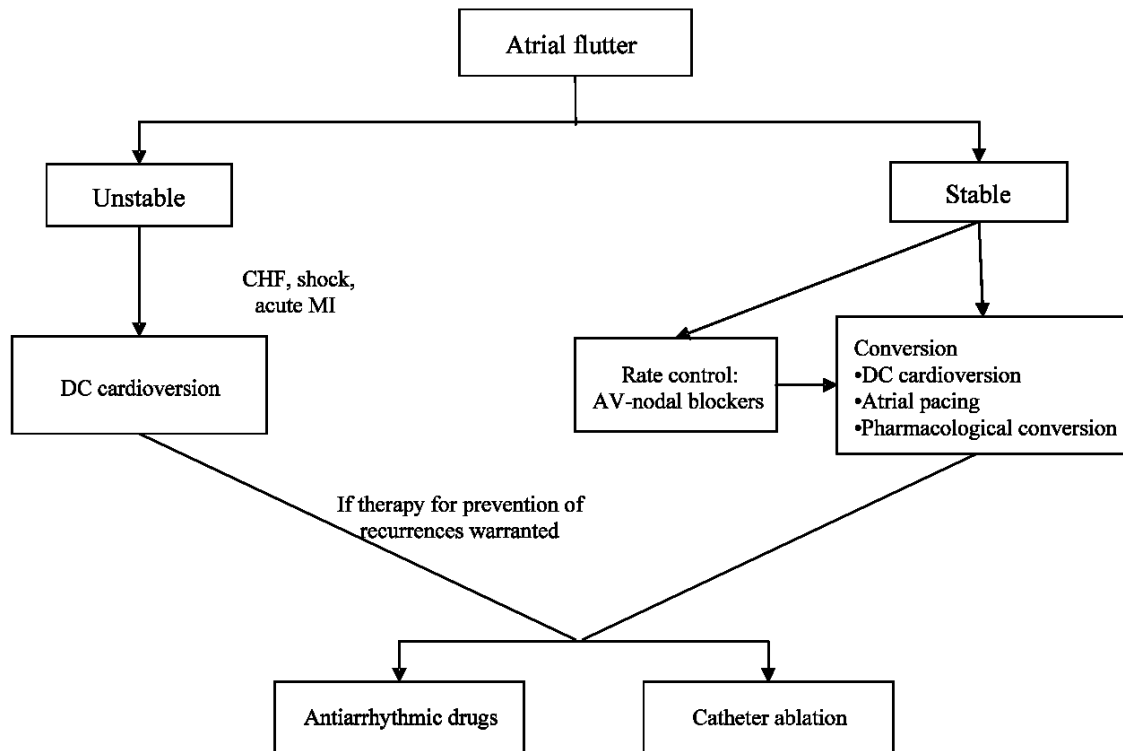 Atrial flutter
Unstable
Stable
CHF, shock,
acute MI
DC cardioversion
Rate control:
AV-nodal blockers
Conversion
•DC cardioversion
•Atrial pacing
•Pharmacological conversion
If therapy for prevention of
recurrences warranted
Antiarrhythmic drugs
Catheter ablation